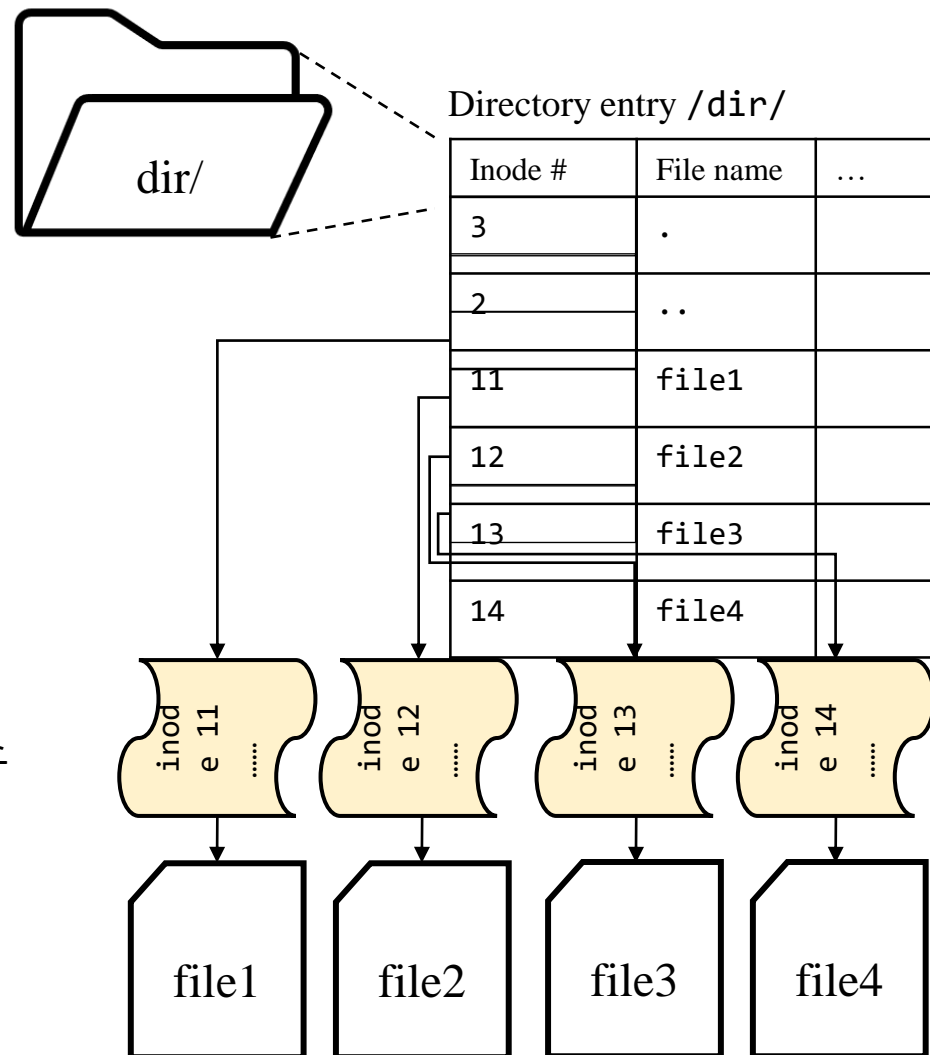 dir/
Directory entry /dir/
Inode # File name …
3 .
2 ..
11 file1
12 file2
13 file3
14 file4
inod
e 11
……
inod
e 12
……
inod
e 13
……
inod
e 14
……
file1 file2 file3 file4